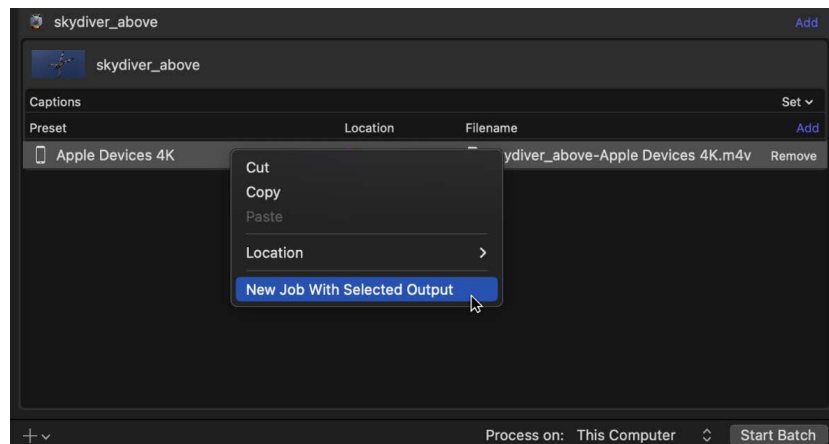 skydiver_above Add
skydiver_above
Captions Set
Preset Location Filename Add
Apple Devices 4K ydiver_above-Apple Devices 4K.m4v Remove
Cut
Copy
Paste
Location
New Job With Selected Output
Process on: This Computer Start Batch